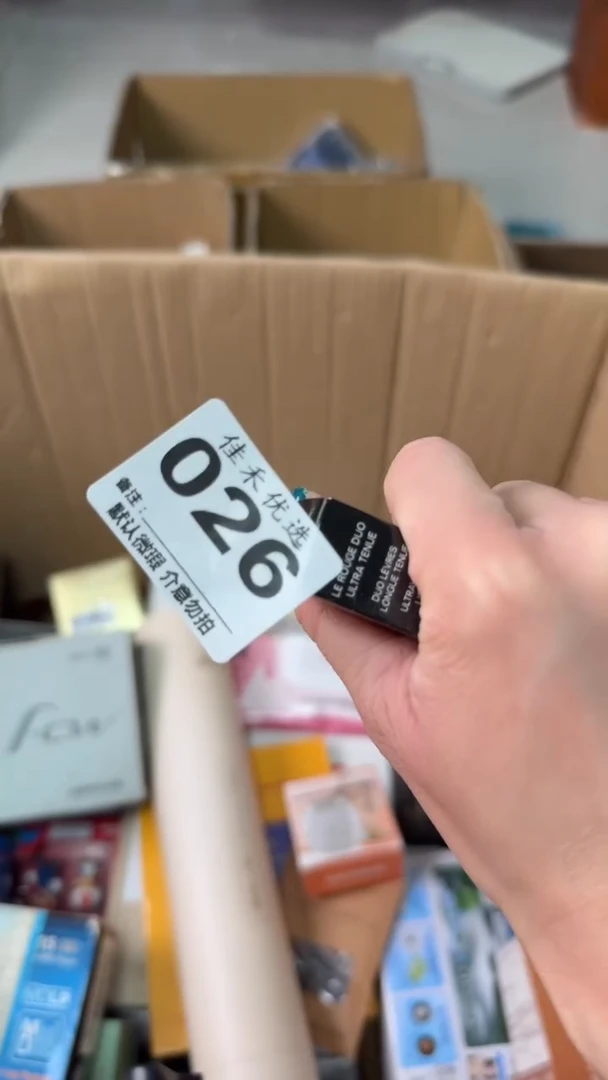 佳禾优选
026
备注：
默认微瑕 介意勿拍
LE ROUGE DUO
ULTRA TENUE
DUO LEVRES
LONGUE TENUE
ULTRA